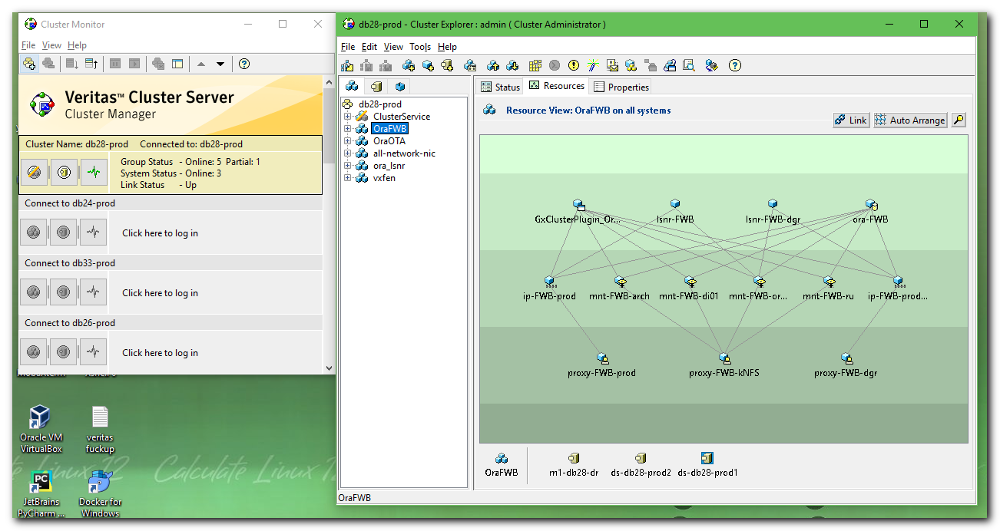 Cluster Monitor
File View Help
Veritas™ Cluster Server
Cluster Manager
Cluster Name: db28-prod Connected to: db28-prod
Group Status - Online: 5 Partial: 1
System Status - Online: 3
Link Status - Up
Connect to db24-prod
Click here to log in
Connect to db33-prod
Click here to log in
Connect to db26-prod
Click here to log in
Oracle VM
VirtualBox
veritas
fuckup
JetBrains
PyCharm ...
Docker for
Windows
Calculate Linux 12
db28-prod - Cluster Explorer : admin ( Cluster Administrator )
File Edit View Tools Help
db28-prod
ClusterService
OraFWB
OraOTA
all-network-nic
ora_lsnr
vxfen
Status Resources Properties
Resource View: OraFWB on all systems
Link Auto Arrange
GxClusterPlugin_Or... lsnr-FWB lsnr-FWB-dgr ora-FWB
ip-FWB-prod mnt-FWB-arch mnt-FWB-di01 mnt-FWB-or... mnt-FWB-ru ip-FWB-prod...
proxy-FWB-prod proxy-FWB-kNFS proxy-FWB-dgr
OraFWB m1-db28-dr ds-db28-prod2 ds-db28-prod1
OraFWB